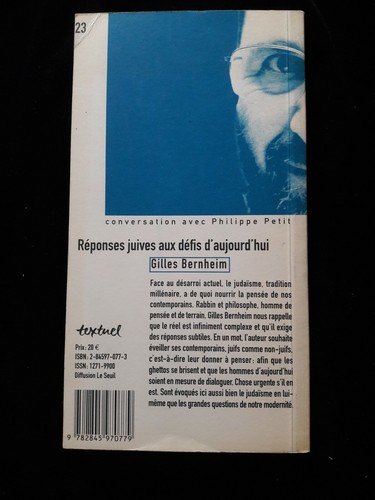 23
conversation avec Philippe Petit
Réponses juives aux défis d'aujourd'hui
Gilles Bernheim
Face au désarroi actuel, le judaïsme, tradition
millénaire, a de quoi nourrir la pensée de nos
contemporains. Rabbin et philosophe, homme de
pensée et de terrain, Gilles Bernheim nous rappelle
que le réel est infiniment complexe et qu'il exige
des réponses subtiles. En un mot, l'auteur souhaite
éveiller ses contemporains, juifs comme non-juifs,
c'est-à-dire leur donner à penser : afin que les
ghettos se brisent et que les hommes d'aujourd'hui
soient en mesure de dialoguer. Chose urgente s'il en
est. Sont évoqués ici aussi bien le judaïsme en lui-
même que les grandes questions de notre modernité.
textuel
Prix: 20 €
ISBN: 2-84597-077-3
ISSN: 1271-9900
Diffusion Le Seuil
9 782845 970779